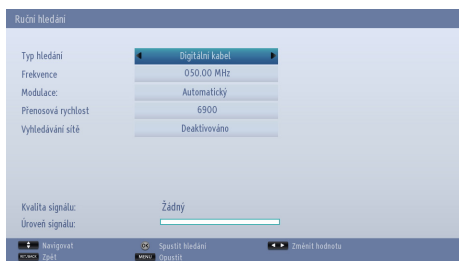 Ruční hledání
Typ hledání Digitální kabel
Frekvence 050.00 MHz
Modulace: Automatický
Přenosová rychlost 6900
Vyhledávání sítě Deaktivováno
Kvalita signálu: Žádný
Úroveň signálu:
Navigovat OK Spustit hledání Změnit hodnotu
RET/BACK Zpět MENU Opustit